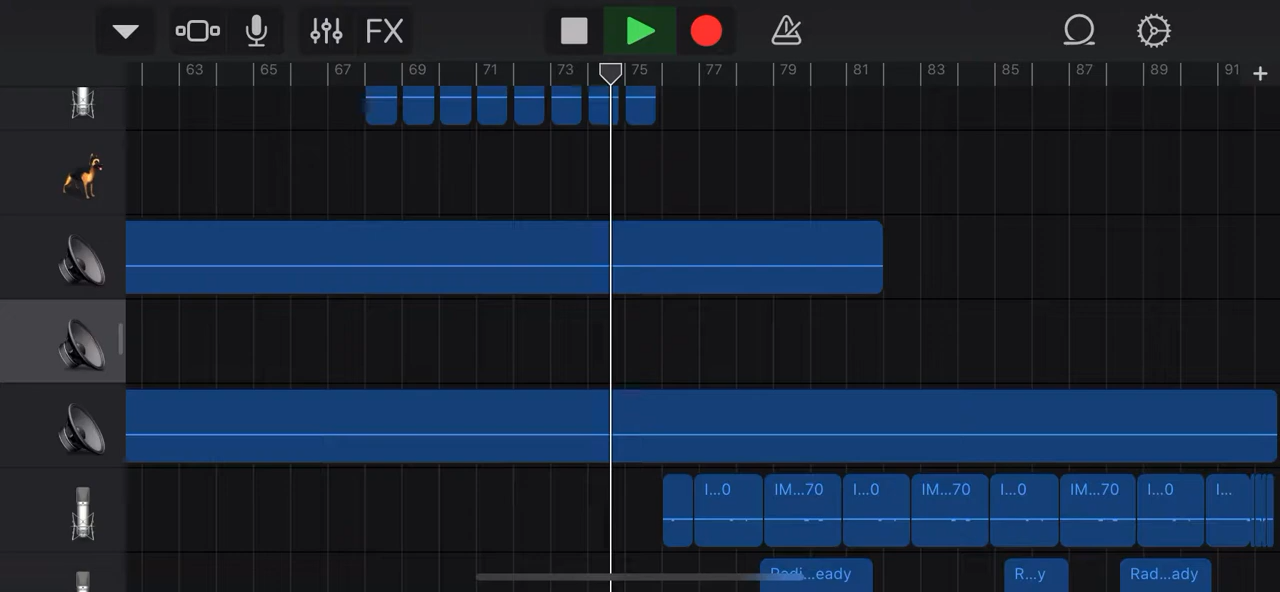 FX
63 65 67 69 71 73 75 77 79 81 83 85 87 89 91 +
I...0 IM...70 I...0 IM...70 I...0 IM...70 I...0 I...
Radi...eady R...y Rad...ady